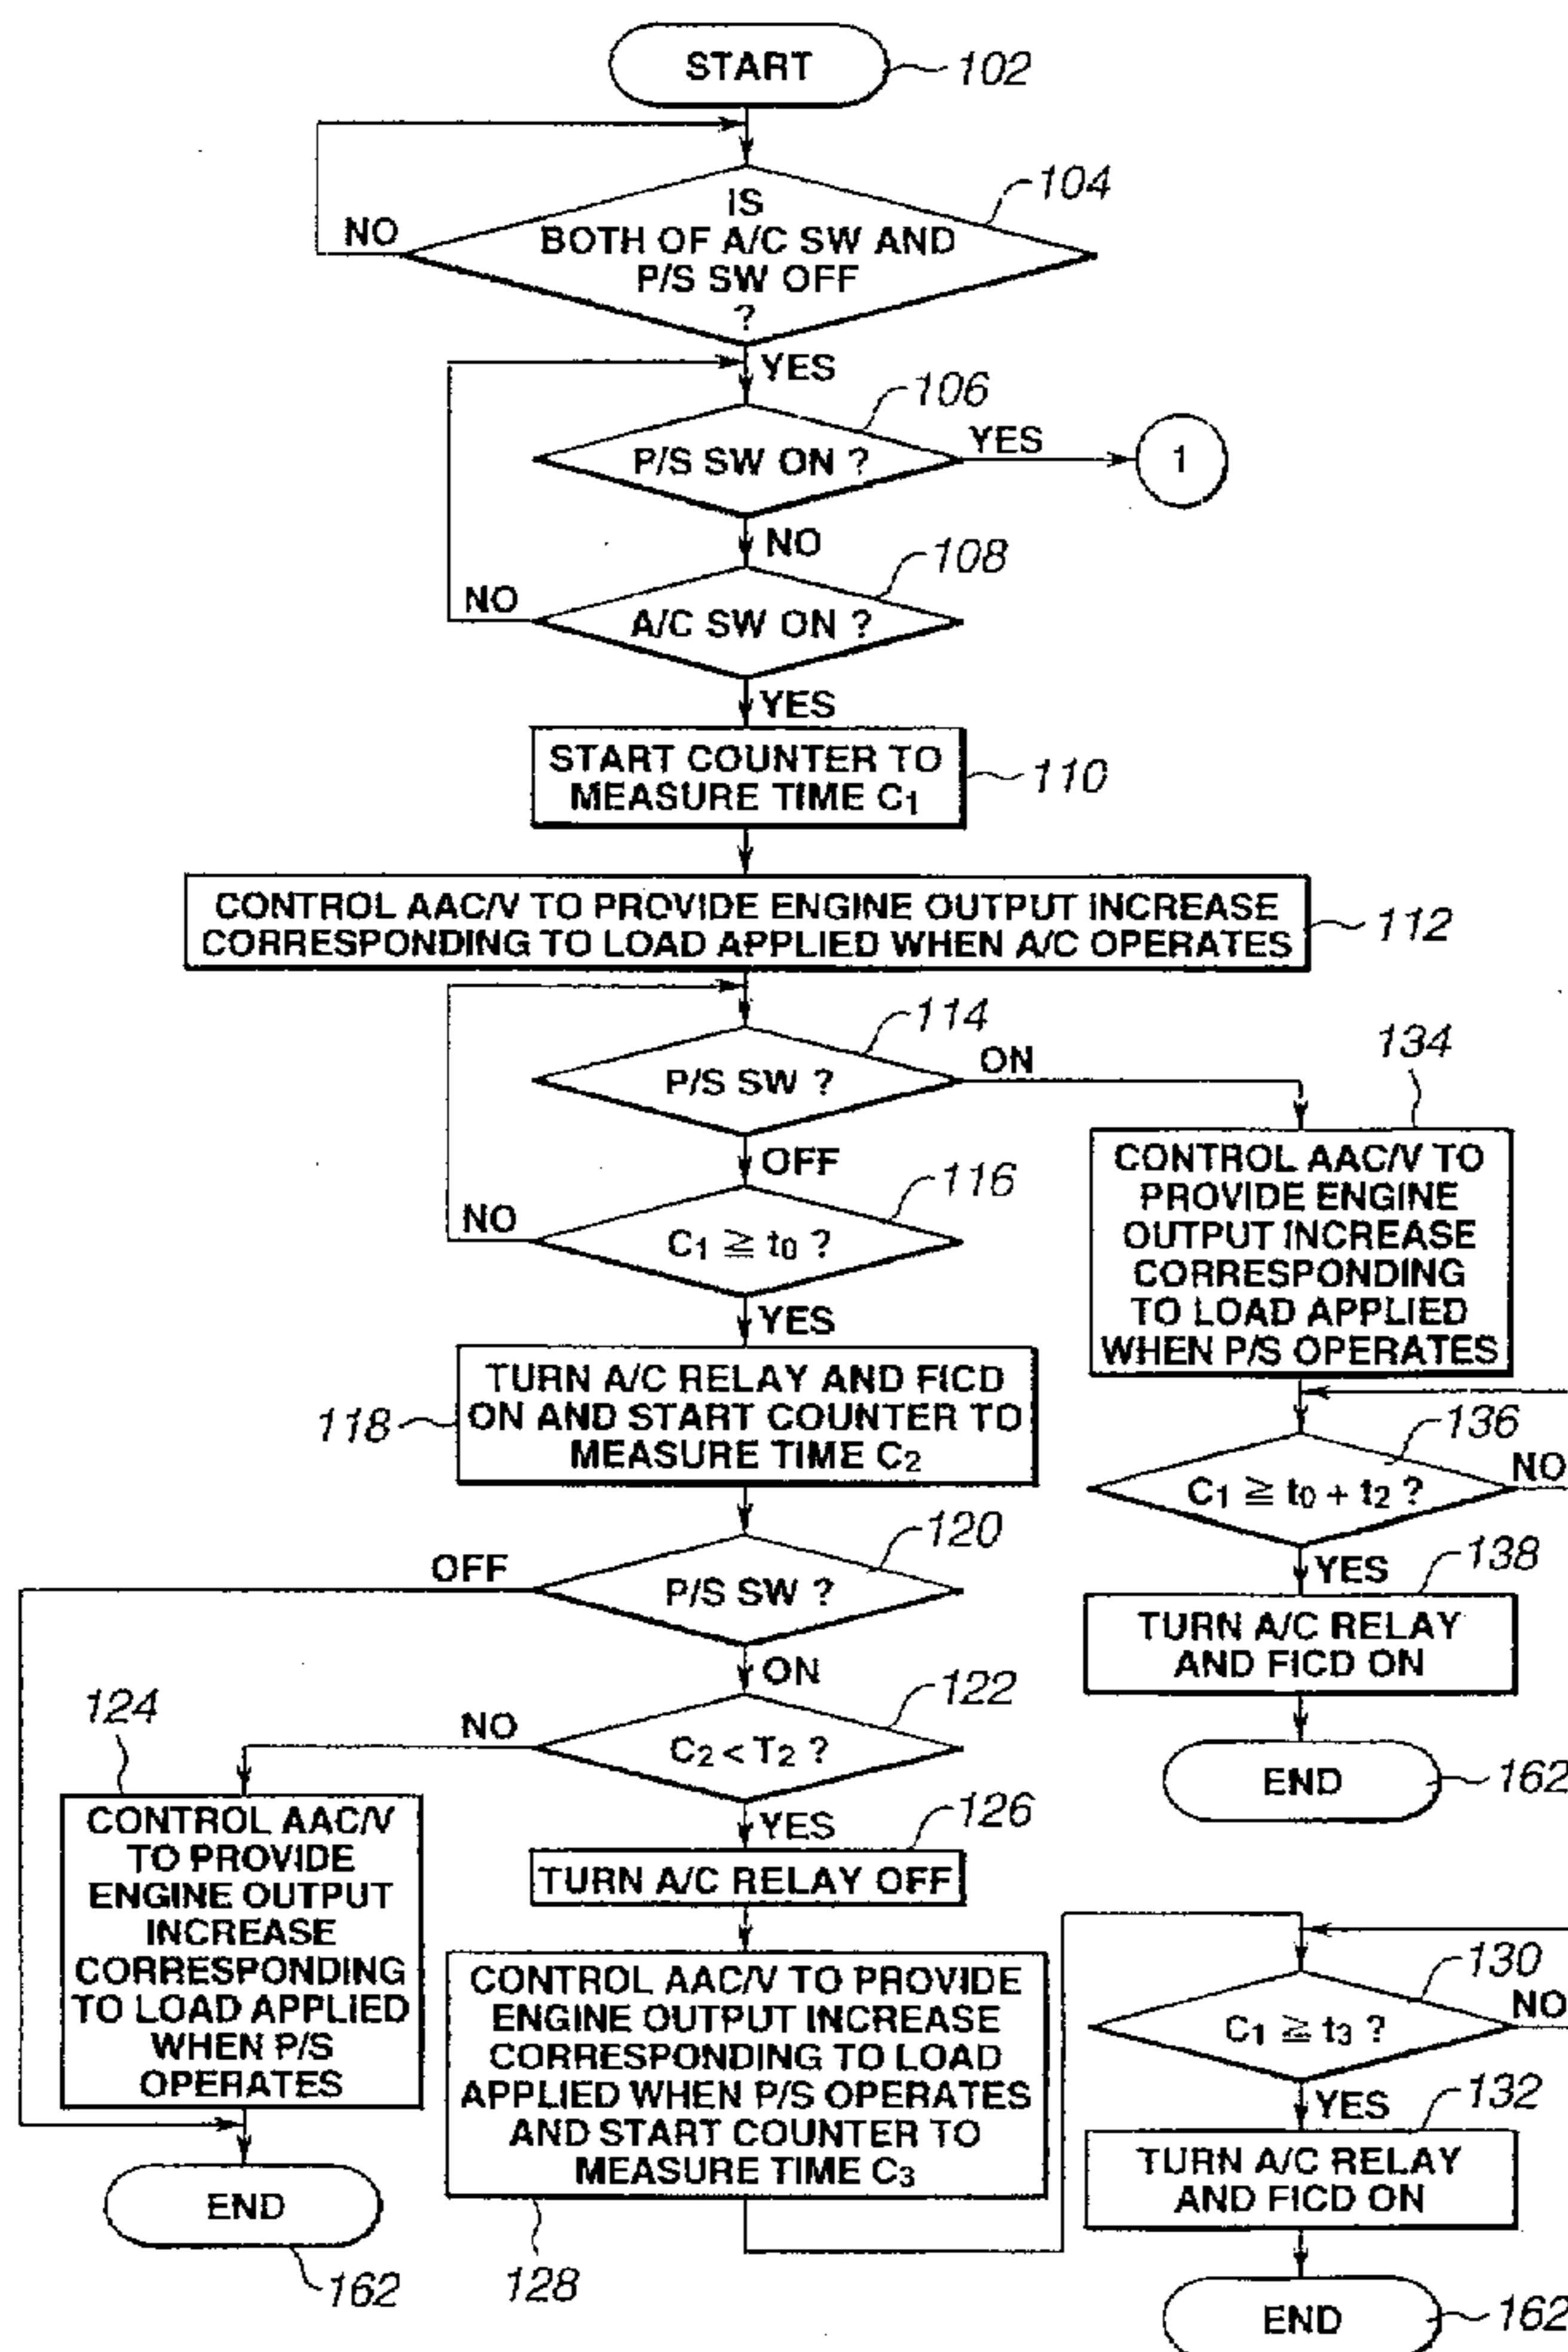 START
102
104
IS
BOTH OF A/C SW AND
P/S SW OFF
?
NO
YES
106
P/S SW ON ?
YES
1
NO
108
A/C SW ON ?
NO
YES
START COUNTER TO
MEASURE TIME C1
110
CONTROL AAC/V TO PROVIDE ENGINE OUTPUT INCREASE
CORRESPONDING TO LOAD APPLIED WHEN A/C OPERATES
112
114
P/S SW ?
ON
OFF
116
C1 ≧ t0 ?
NO
YES
TURN A/C RELAY AND FICD
ON AND START COUNTER TO
MEASURE TIME C2
118
120
P/S SW ?
OFF
ON
122
C2 < T2 ?
NO
YES
124
CONTROL AAC/V
TO PROVIDE
ENGINE OUTPUT
INCREASE
CORRESPONDING
TO LOAD APPLIED
WHEN P/S
OPERATES
END
162
126
TURN A/C RELAY OFF
CONTROL AAC/V TO PROVIDE
ENGINE OUTPUT INCREASE
CORRESPONDING TO LOAD
APPLIED WHEN P/S OPERATES
AND START COUNTER TO
MEASURE TIME C3
128
134
CONTROL AAC/V TO
PROVIDE ENGINE
OUTPUT INCREASE
CORRESPONDING
TO LOAD APPLIED
WHEN P/S OPERATES
136
C1 ≧ t0 + t2 ?
NO
YES
138
TURN A/C RELAY
AND FICD ON
END
162
130
C1 ≧ t3 ?
NO
YES
132
TURN A/C RELAY
AND FICD ON
END
162